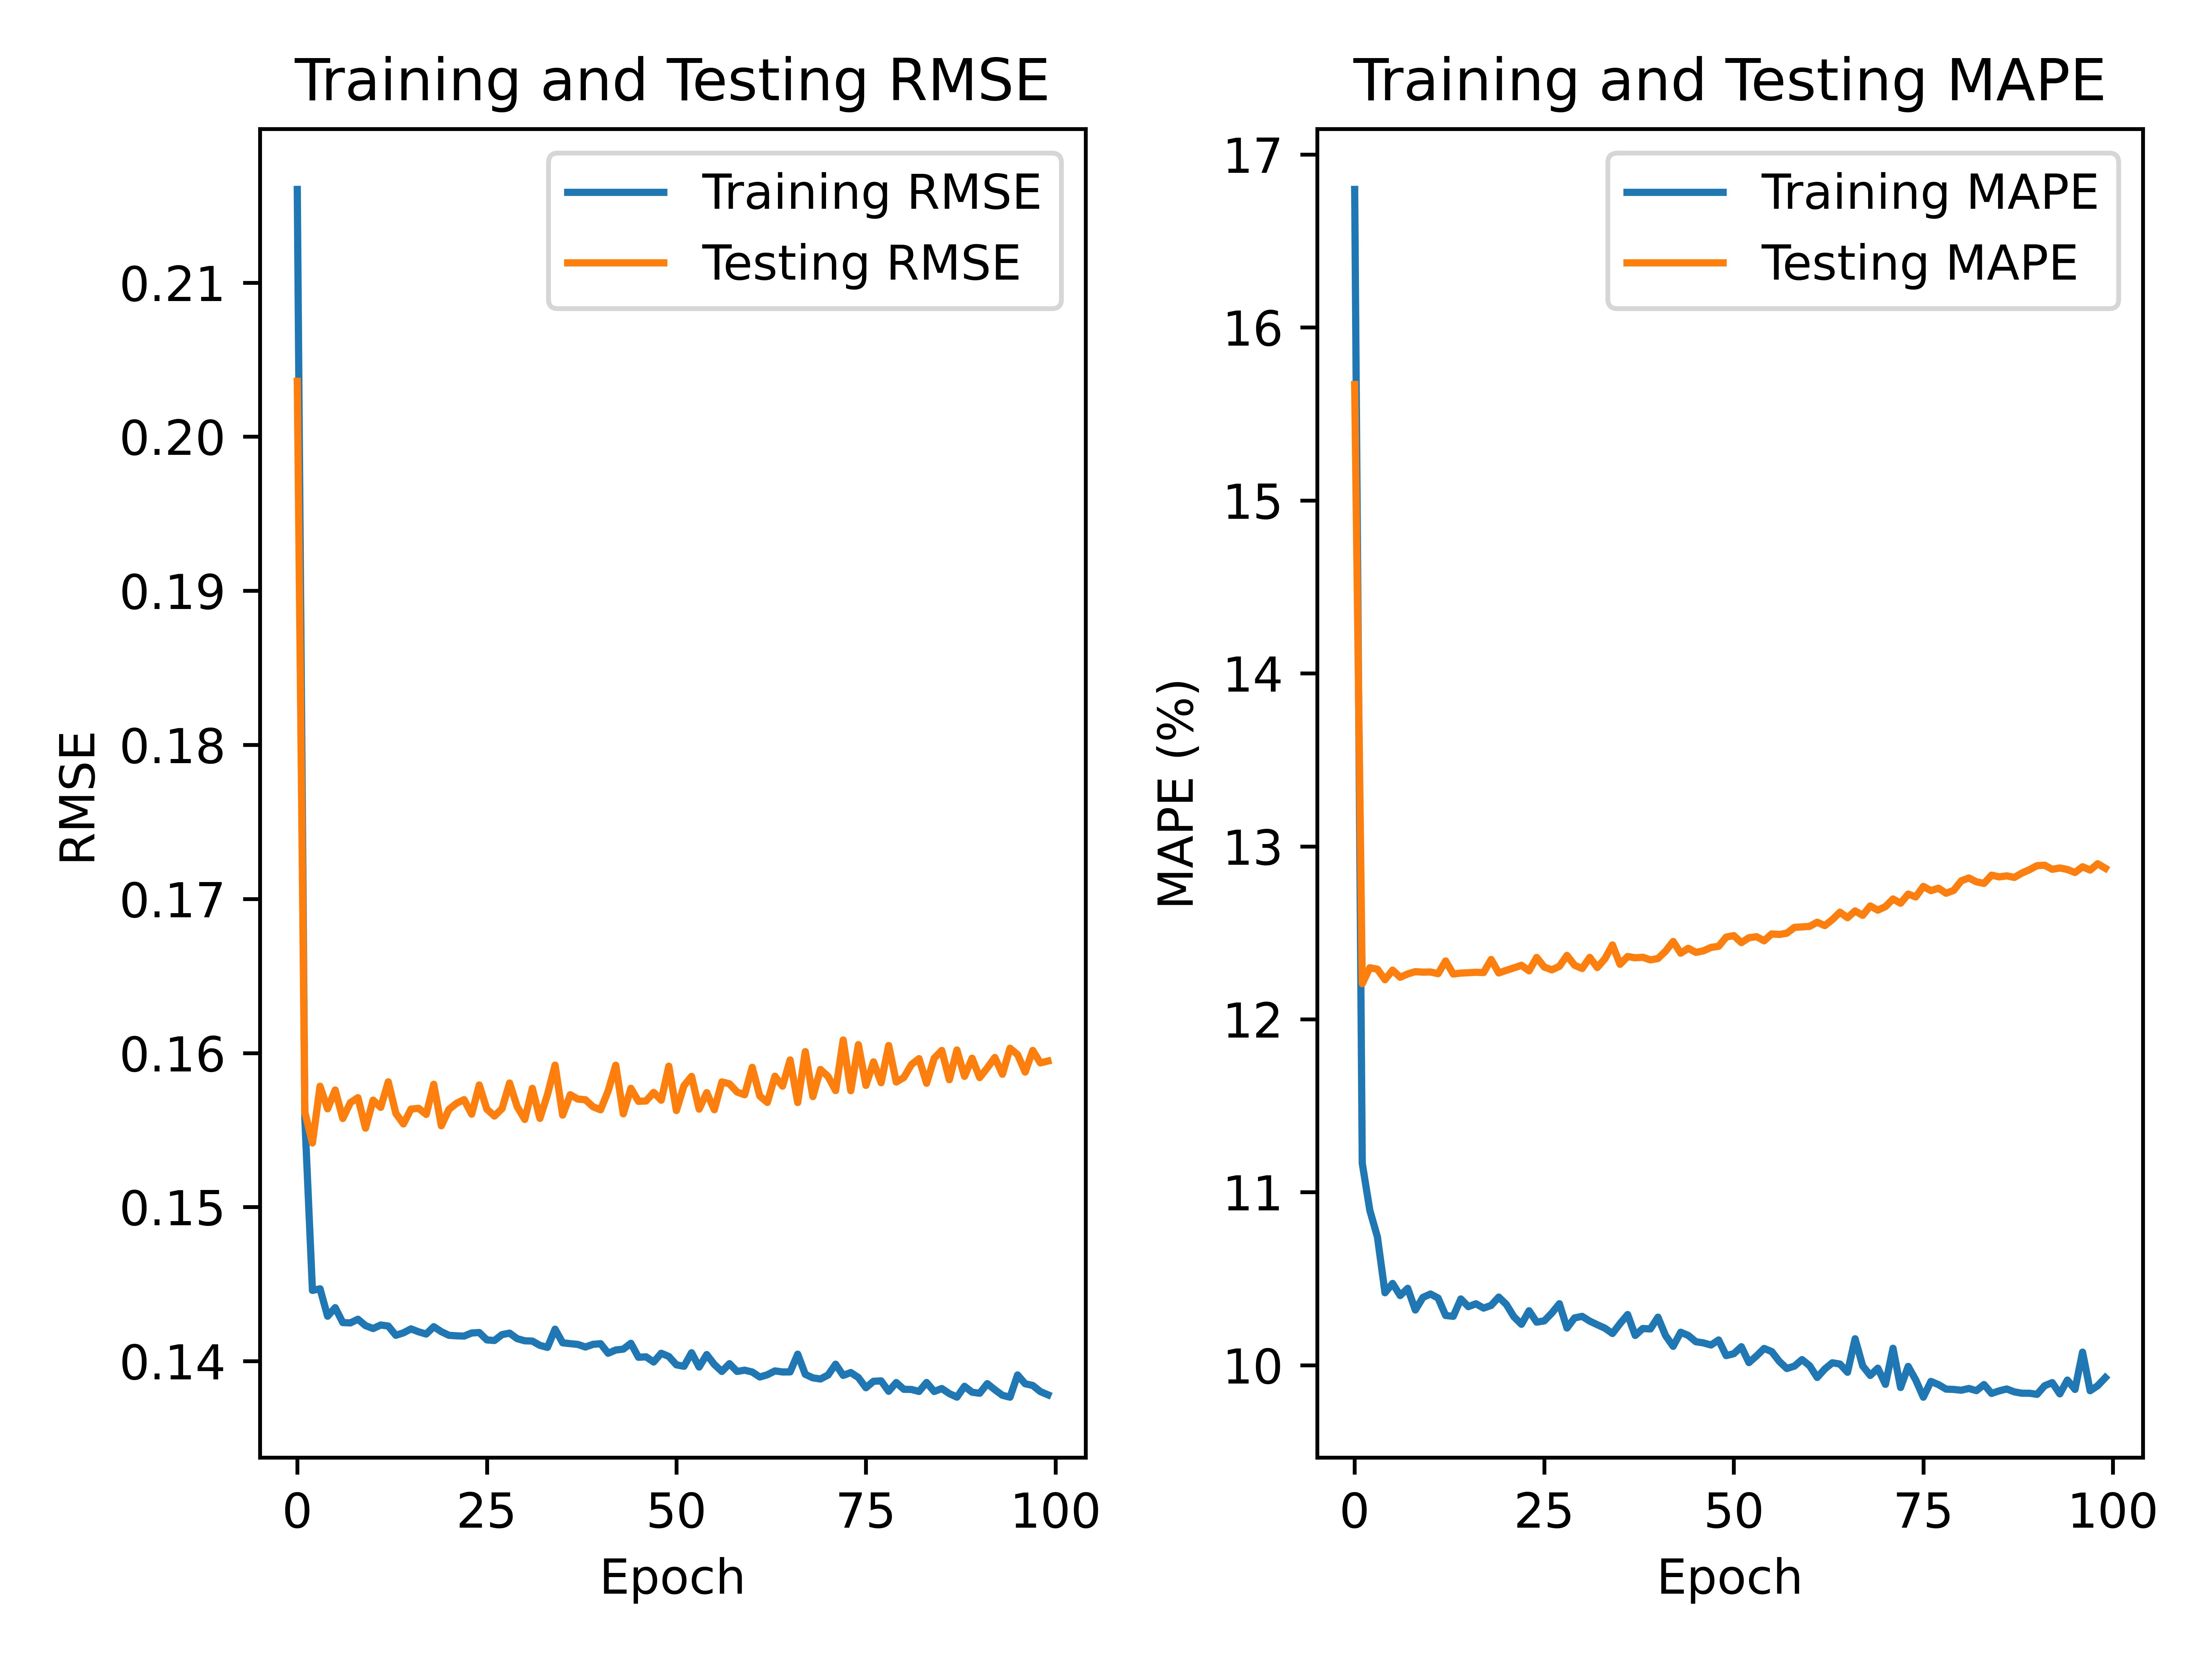 Training and Testing RMSE
Training RMSE
Testing RMSE
0.21
0.20
0.19
0.18
0.17
0.16
0.15
0.14
RMSE
0 25 50 75 100
Epoch
Training and Testing MAPE
Training MAPE
Testing MAPE
17
16
15
14
13
12
11
10
MAPE (%)
0 25 50 75 100
Epoch